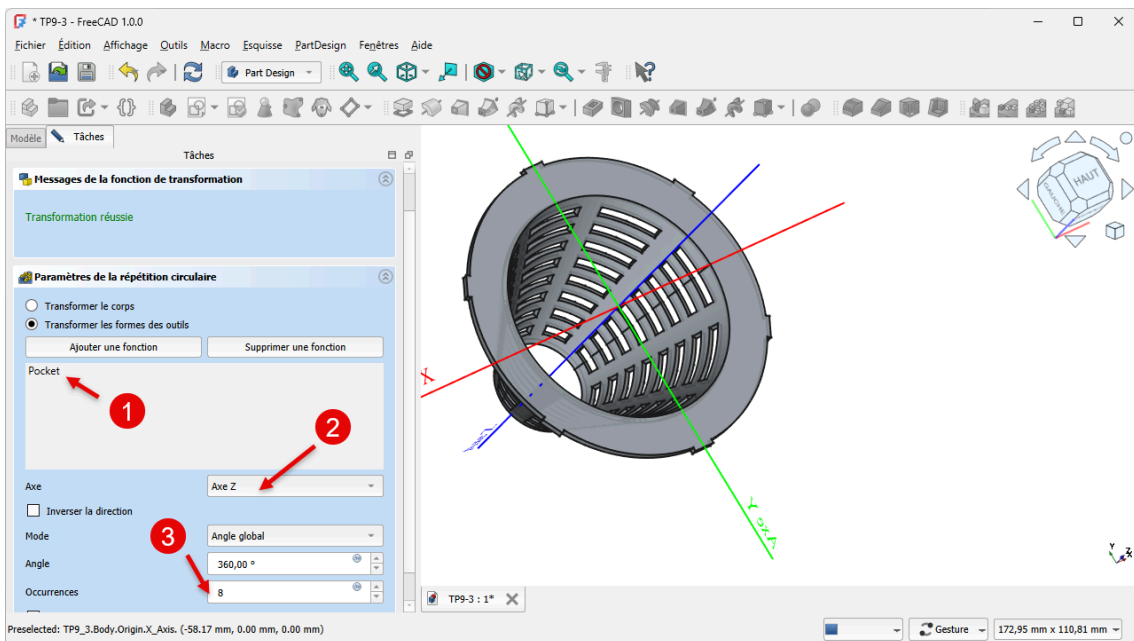 * TP9-3 - FreeCAD 1.0.0
Fichier Édition Affichage Outils Macro Esquisse PartDesign Fenêtres Aide
Part Design
Modèle Tâches
Tâches
Messages de la fonction de transformation
Transformation réussie
Paramètres de la répétition circulaire
Transformer le corps
Transformer les formes des outils
Ajouter une fonction Supprimer une fonction
Pocket
1
2
Axe Axe Z
Inverser la direction
3
Mode Angle global
Angle 360,00 °
Occurrences 8
HAUT
GAUCHE
X
Axe Y
Y
Z
X
TP9-3 : 1*
Preselected: TP9_3.Body.Origin.X_Axis. (-58.17 mm, 0.00 mm, 0.00 mm)
Gesture
172,95 mm x 110,81 mm